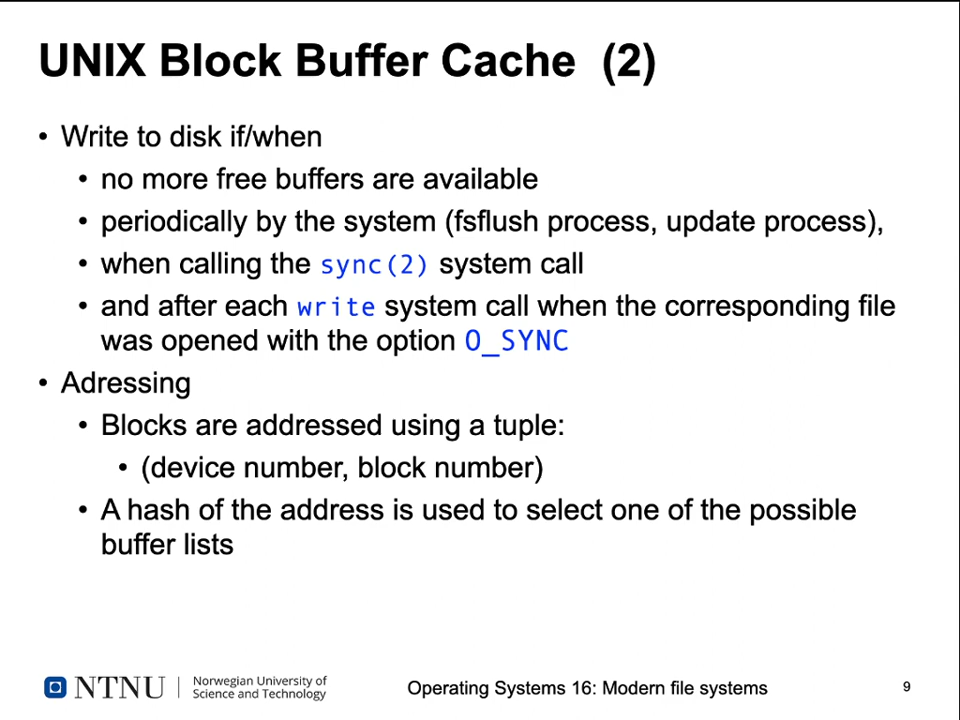 UNIX Block Buffer Cache (2)
• Write to disk if/when
• no more free buffers are available
• periodically by the system (fsflush process, update process),
• when calling the sync(2) system call
• and after each write system call when the corresponding file
was opened with the option O_SYNC
• Adressing
• Blocks are addressed using a tuple:
• (device number, block number)
• A hash of the address is used to select one of the possible
buffer lists
NTNU
Norwegian University of
Science and Technology
Operating Systems 16: Modern file systems
9